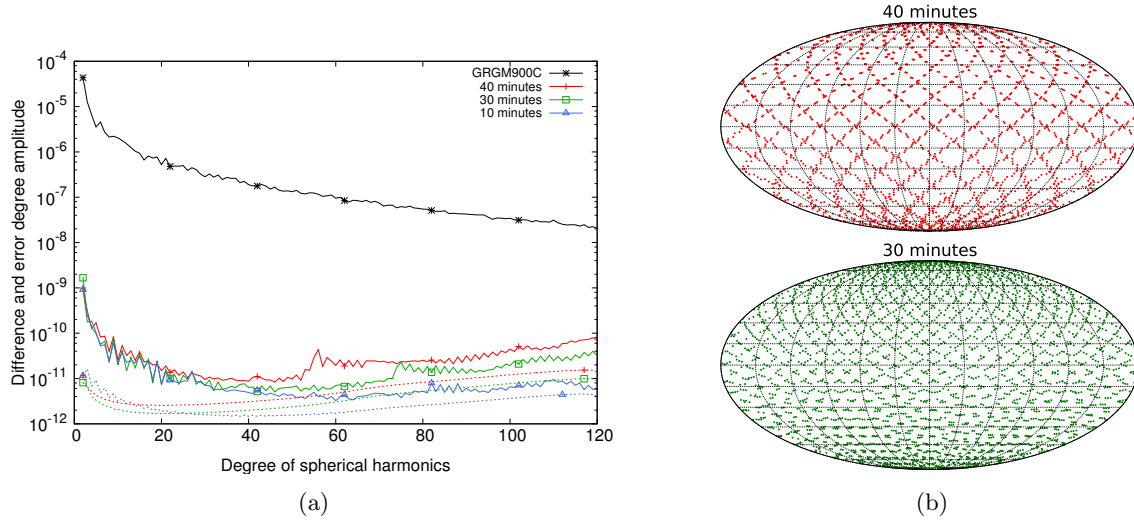 10^-4
10^-5
10^-6
10^-7
10^-8
10^-9
10^-10
10^-11
10^-12
Difference and error degree amplitude
GRGM900C
40 minutes
30 minutes
10 minutes
0 20 40 60 80 100 120
Degree of spherical harmonics
(a)
40 minutes
30 minutes
(b)